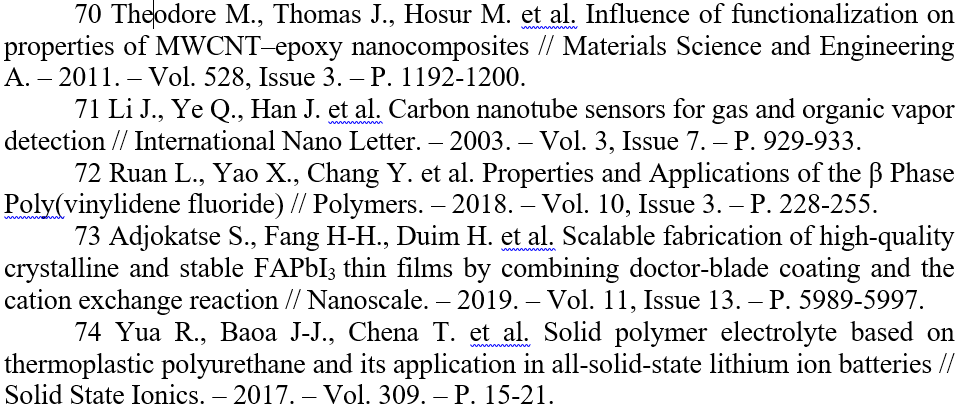 70 Theodore M., Thomas J., Hosur M. et al. Influence of functionalization on
properties of MWCNT–epoxy nanocomposites // Materials Science and Engineering
A. – 2011. – Vol. 528, Issue 3. – P. 1192-1200.
71 Li J., Ye Q., Han J. et al. Carbon nanotube sensors for gas and organic vapor
detection // International Nano Letter. – 2003. – Vol. 3, Issue 7. – P. 929-933.
72 Ruan L., Yao X., Chang Y. et al. Properties and Applications of the β Phase
Poly(vinylidene fluoride) // Polymers. – 2018. – Vol. 10, Issue 3. – P. 228-255.
73 Adjokatse S., Fang H-H., Duim H. et al. Scalable fabrication of high-quality
crystalline and stable FAPbI₃ thin films by combining doctor-blade coating and the
cation exchange reaction // Nanoscale. – 2019. – Vol. 11, Issue 13. – P. 5989-5997.
74 Yua R., Baoa J-J., Chena T. et al. Solid polymer electrolyte based on
thermoplastic polyurethane and its application in all-solid-state lithium ion batteries //
Solid State Ionics. – 2017. – Vol. 309. – P. 15-21.